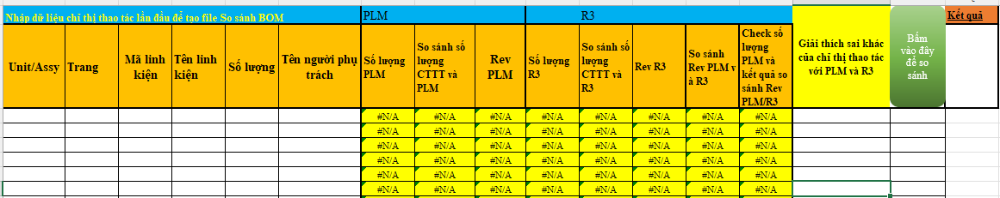 Nhập dữ liệu chỉ thị thao tác lần đầu để tạo file So sánh BOM
PLM
R3
Kết quả
Unit/Assy
Trang
Mã linh
kiện
Tên linh
kiện
Số lượng
Tên người phụ
trách
Số lượng
PLM
So sánh số
lượng
CTTT và
PLM
Rev
PLM
Số lượng
R3
So sánh số
lượng
CTTT và
R3
Rev R3
So sánh
Rev PLM v
à R3
Check số
lượng
PLM và
kết quả so
sánh Rev
PLM/R3
Giải thích sai khác
của chỉ thị thao tác
với PLM và R3
Bấm
vào đây
để so
sánh
#N/A #N/A #N/A #N/A #N/A #N/A #N/A #N/A
#N/A #N/A #N/A #N/A #N/A #N/A #N/A #N/A
#N/A #N/A #N/A #N/A #N/A #N/A #N/A #N/A
#N/A #N/A #N/A #N/A #N/A #N/A #N/A #N/A
#N/A #N/A #N/A #N/A #N/A #N/A #N/A #N/A
#N/A #N/A #N/A #N/A #N/A #N/A #N/A #N/A